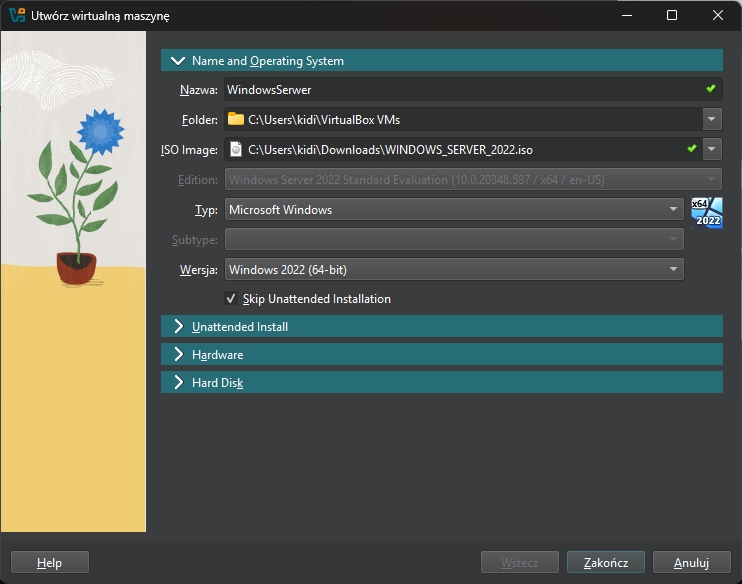 Utwórz wirtualną maszynę
Name and Operating System
Nazwa: WindowsSerwer
Folder: C:\Users\kidi\VirtualBox VMs
ISO Image: C:\Users\kidi\Downloads\WINDOWS_SERVER_2022.iso
Edition: Windows Server 2022 Standard Evaluation (10.0.20348.587 / x64 / en-US)
Typ: Microsoft Windows
x64
2022
Subtype:
Wersja: Windows 2022 (64-bit)
Skip Unattended Installation
Unattended Install
Hardware
Hard Disk
Help Wstecz Zakończ Anuluj